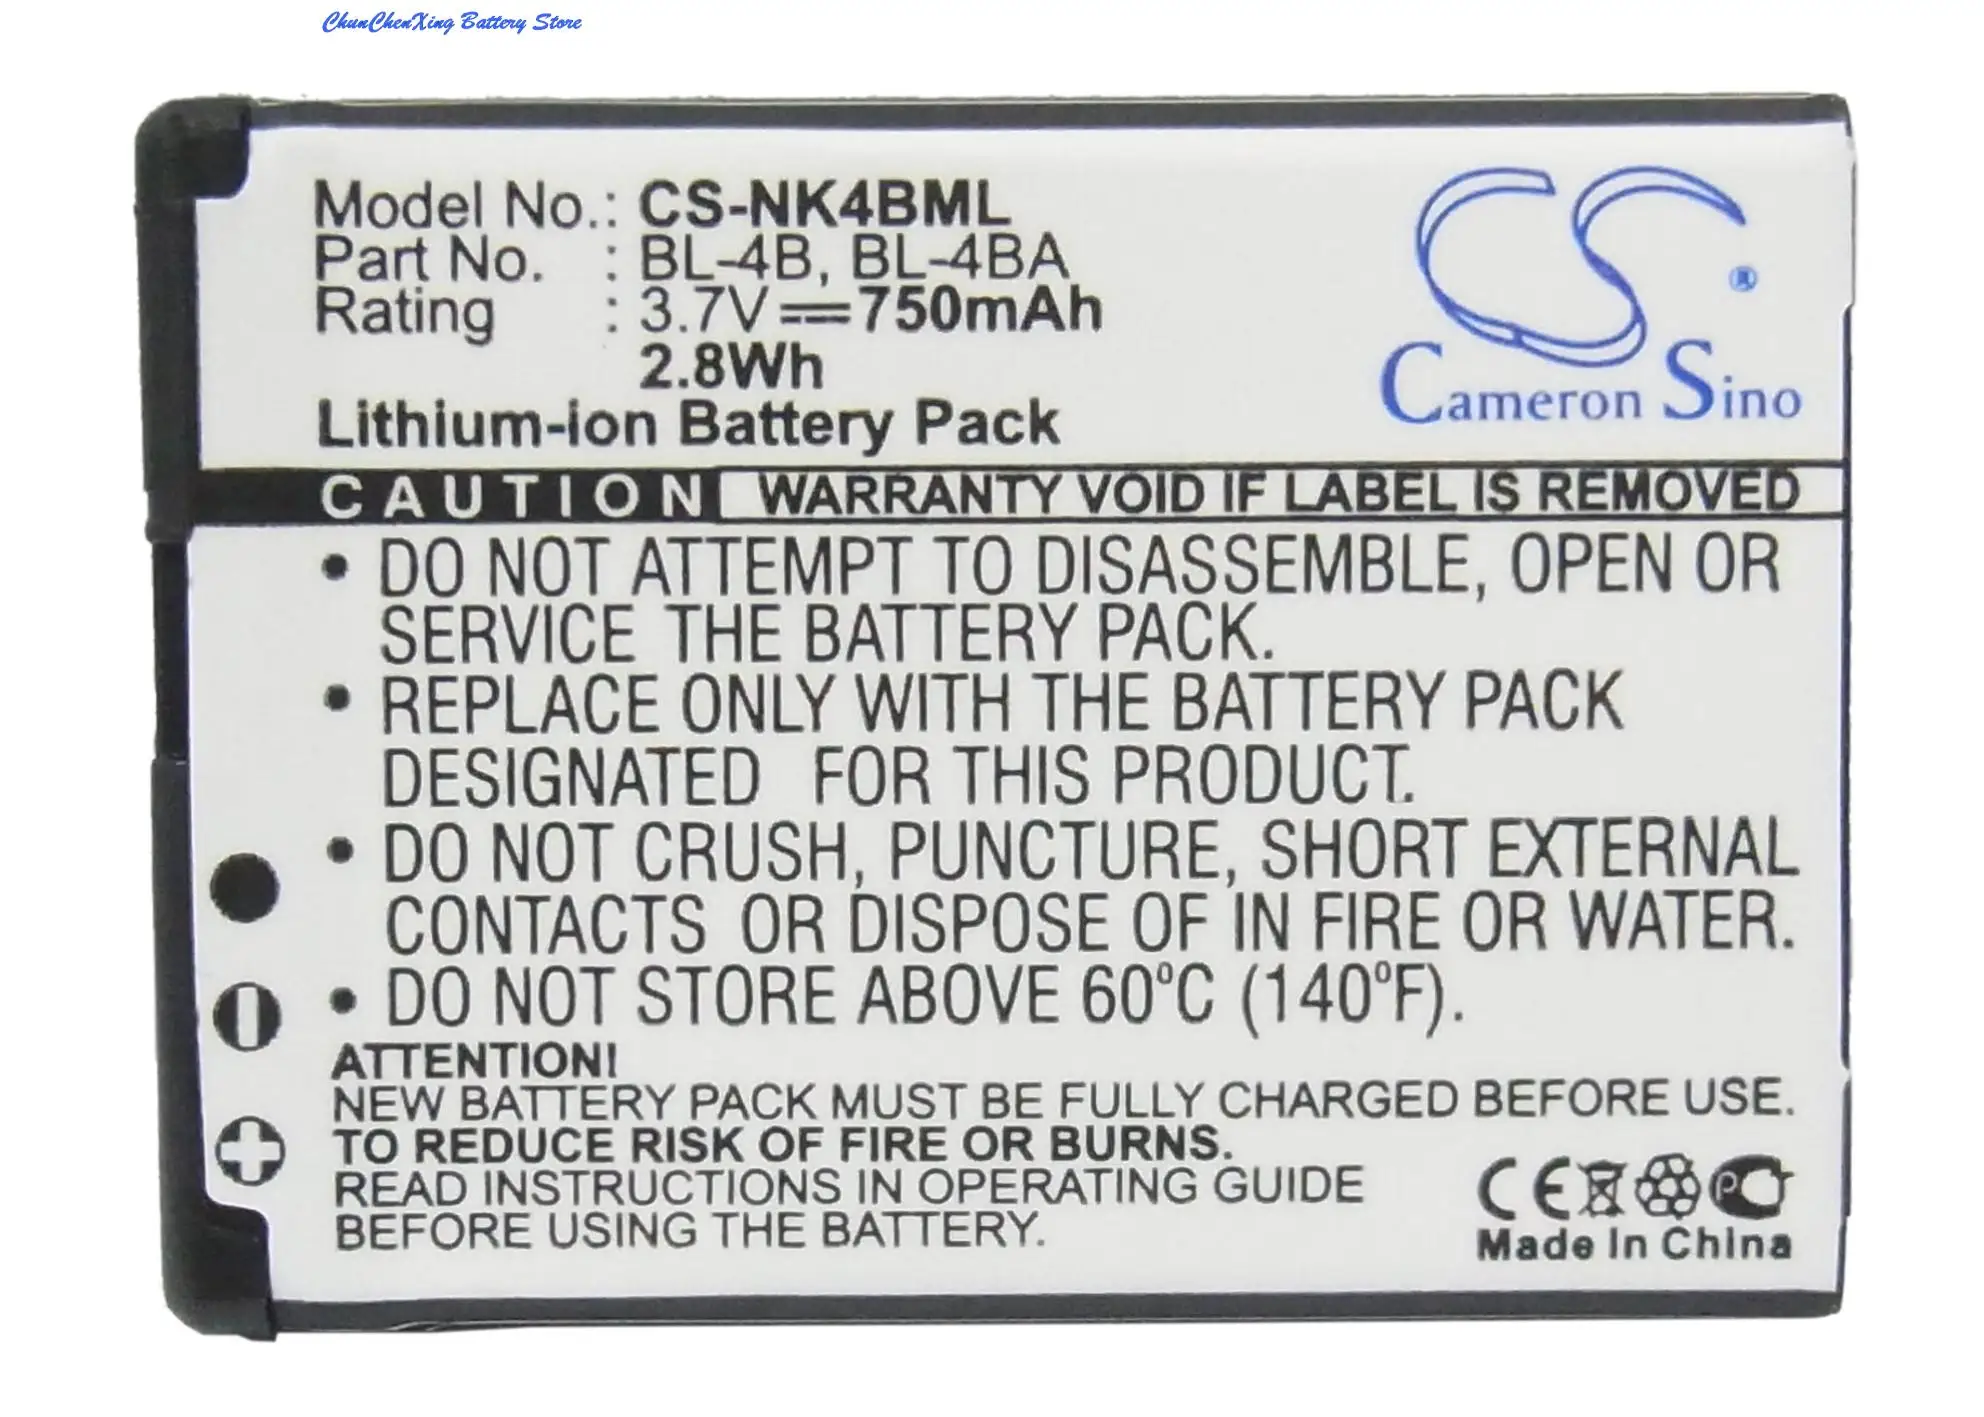 ChunChenXing Battery Store
Model No.: CS-NK4BML
Part No. : BL-4B, BL-4BA
Rating : 3.7V⎓750mAh
2.8Wh
Lithium-ion Battery Pack
CS ®
Cameron Sino
CAUTION WARRANTY VOID IF LABEL IS REMOVED
• DO NOT ATTEMPT TO DISASSEMBLE, OPEN OR
SERVICE THE BATTERY PACK.
• REPLACE ONLY WITH THE BATTERY PACK
DESIGNATED FOR THIS PRODUCT.
• DO NOT CRUSH, PUNCTURE, SHORT EXTERNAL
CONTACTS OR DISPOSE OF IN FIRE OR WATER.
• DO NOT STORE ABOVE 60ºC (140ºF).
ATTENTION!
NEW BATTERY PACK MUST BE FULLY CHARGED BEFORE USE.
TO REDUCE RISK OF FIRE OR BURNS.
READ INSTRUCTIONS IN OPERATING GUIDE
BEFORE USING THE BATTERY.
CE
Made In China